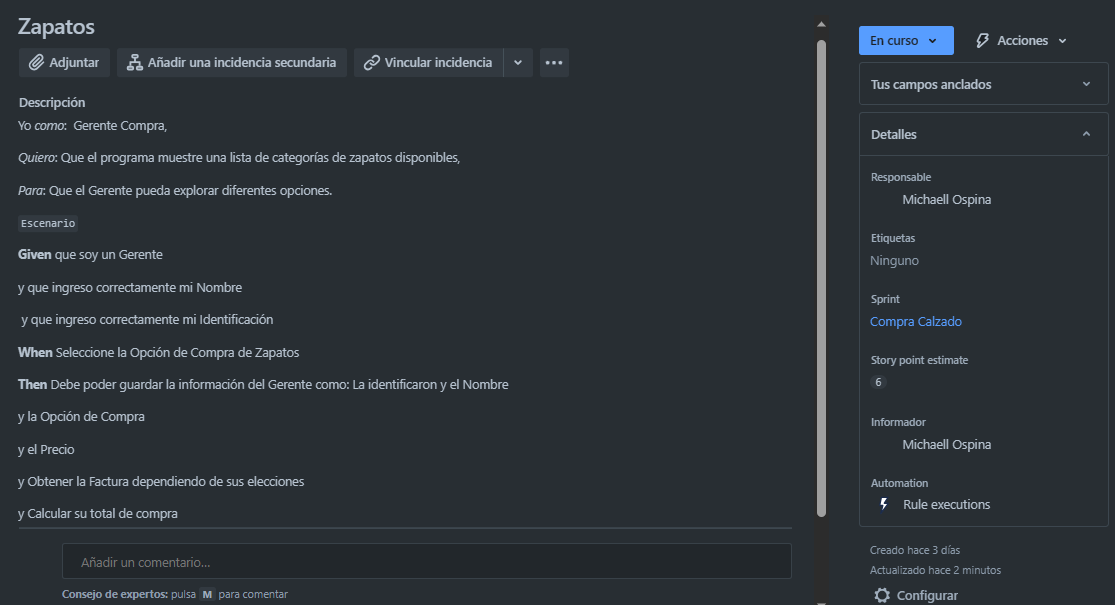 Zapatos
Adjuntar
Añadir una incidencia secundaria
Vincular incidencia
Descripción
Yo como: Gerente Compra,
Quiero: Que el programa muestre una lista de categorías de zapatos disponibles,
Para: Que el Gerente pueda explorar diferentes opciones.
Escenario
Given que soy un Gerente
y que ingreso correctamente mi Nombre
y que ingreso correctamente mi Identificación
When Seleccione la Opción de Compra de Zapatos
Then Debe poder guardar la información del Gerente como: La identificaron y el Nombre
y la Opción de Compra
y el Precio
y Obtener la Factura dependiendo de sus elecciones
y Calcular su total de compra
Añadir un comentario...
Consejo de expertos: pulsa M para comentar
En curso
Acciones
Tus campos anclados
Detalles
Responsable
Michaell Ospina
Etiquetas
Ninguno
Sprint
Compra Calzado
Story point estimate
6
Informador
Michaell Ospina
Automation
Rule executions
Creado hace 3 días
Actualizado hace 2 minutos
Configurar